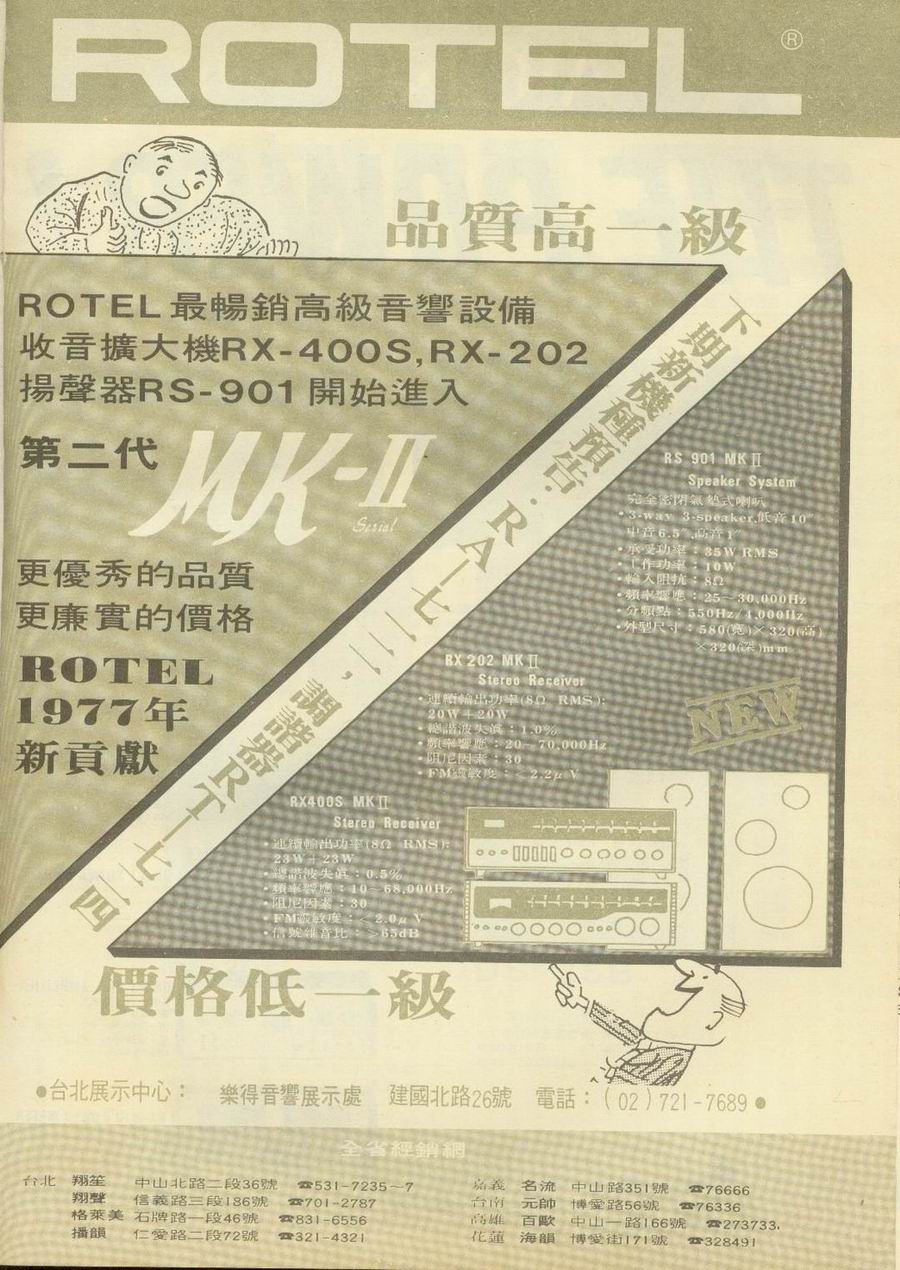 ROTEL®
品質高一級
ROTEL最暢銷高級音響設備
收音擴大機RX-400S,RX-202
揚聲器RS-901開始進入
第二代 MK-II
Serial
更優秀的品質
更廉實的價格
ROTEL
1977年
新貢獻
下期新機種預告:RA一七一二,調諧器RT一七二四
RS 901 MKⅡ
Speaker System
完全密閉氣墊式喇叭
・3-way 3-speaker,低音10″
中音6.5″,高音1″
・承受功率:35W RMS
・工作功率:10W
・輸入阻抗:8Ω
・頻率響應:25~30,000Hz
・分頻點:550Hz/4,000Hz
・外型尺寸:580(寬)×320(高)
×320(深)mm
NEW
RX 202 MKⅡ
Stereo Receiver
・連續輸出功率(8Ω RMS):
20W+20W
・總諧波失眞:1.0%
・頻率響應:20~70,000Hz
・阻尼因素:30
・FM靈敏度:<2.2μV
RX400S MKⅡ
Stereo Receiver
・連續輸出功率(8Ω RMS):
23W+23W
・總諧波失眞:0.5%
・頻率響應:10~68,000Hz
・阻尼因素:30
・FM靈敏度:<2.0μV
・信號雜音比:>65dB
價格低一級
●台北展示中心: 樂得音響展示處 建國北路26號 電話:(02)721-7689●
全省經銷網
台北 翔笙 中山北路二段36號 ☎531-7235~7
翔聲 信義路三段186號 ☎701-2787
格萊美 石牌路一段46號 ☎831-6556
播韻 仁愛路二段72號 ☎321-4321
嘉義 名流 中山路351號 ☎76666
台南 元帥 博愛路56號 ☎76336
高雄 百歐 中山一路166號 ☎273733.
花蓮 海韻 博愛街171號 ☎328491